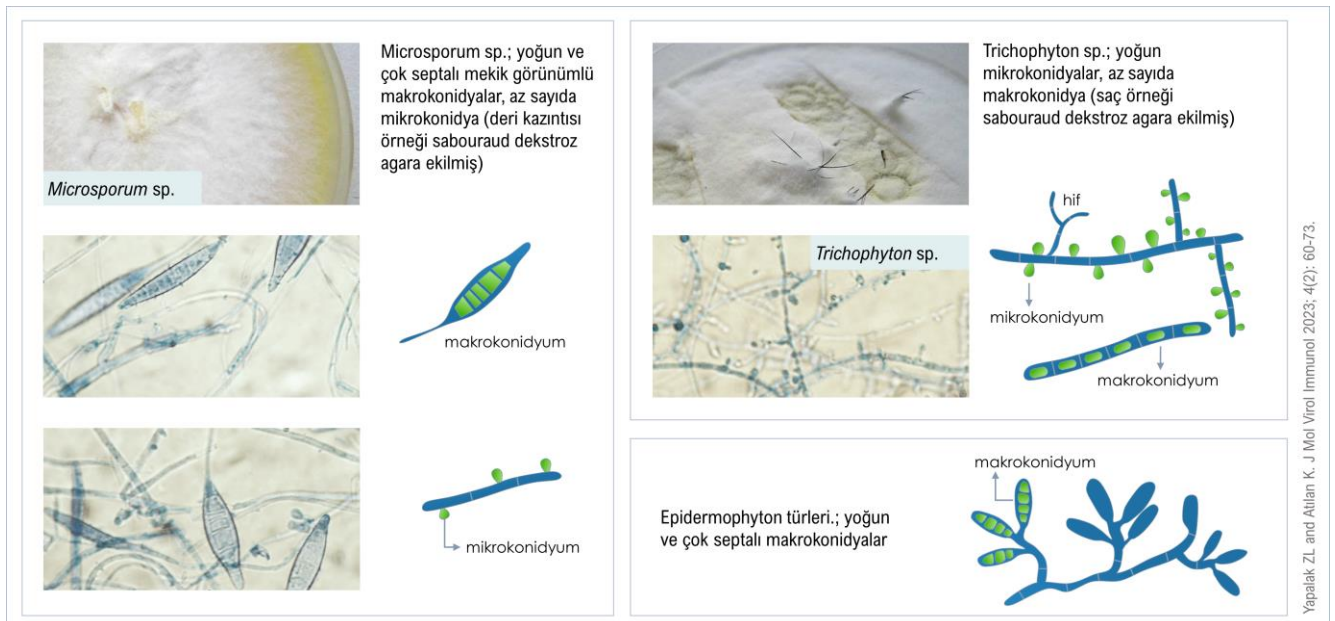 Microsporum sp.; yoğun ve
çok septalı mekik görünümlü
makrokonidyalar, az sayıda
mikrokonidya (deri kazıntısı
örneği sabouraud dekstroz
agara ekilmiş)
Microsporum sp.
makrokonidyum
mikrokonidyum
Trichophyton sp.; yoğun
mikrokonidyalar, az sayıda
makrokonidya (saç örneği
sabouraud dekstroz agara ekilmiş)
hif
Trichophyton sp.
mikrokonidyum
makrokonidyum
makrokonidyum
Epidermophyton türleri.; yoğun
ve çok septalı makrokonidyalar
Yapalak ZL and Atılan K. J Mol Virol Immunol 2023; 4(2): 60-73.